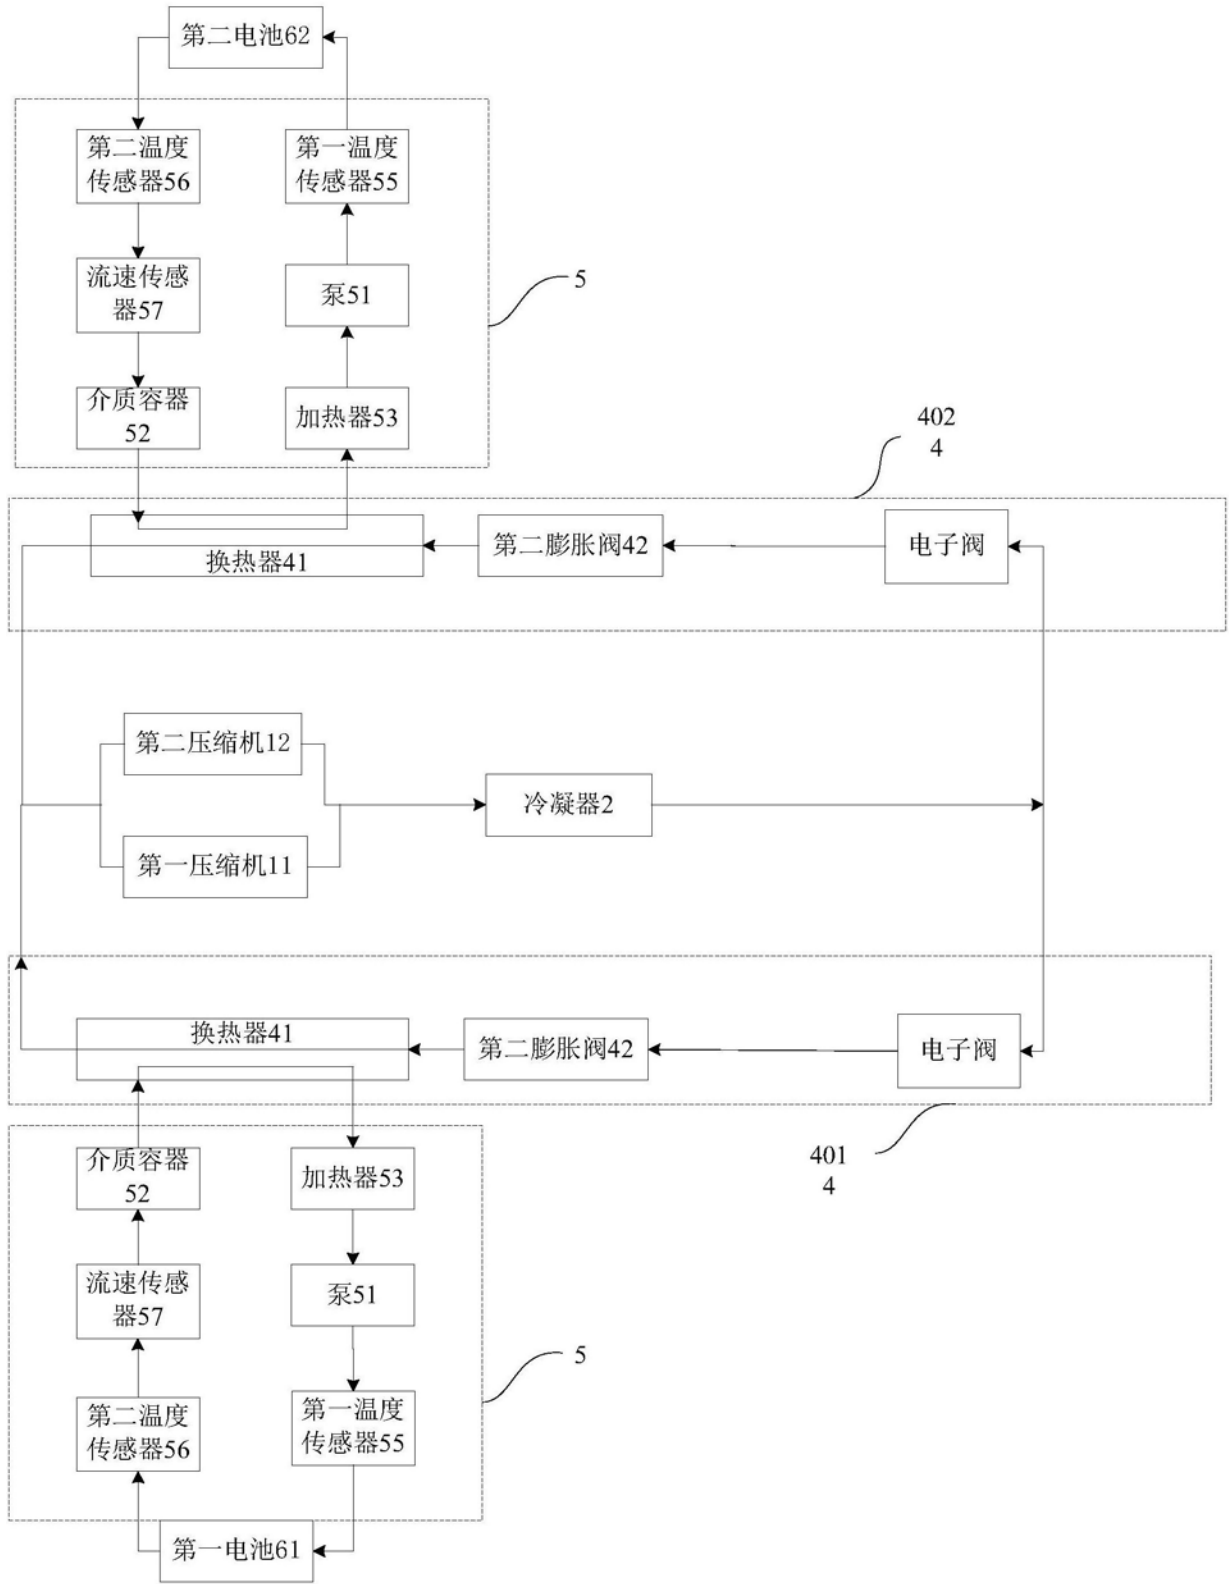 第二电池62
第二温度
传感器56
第一温度
传感器55
流速传感
器57
泵51
5
介质容器
52
加热器53
402
4
换热器41
第二膨胀阀42
电子阀
第二压缩机12
冷凝器2
第一压缩机11
换热器41
第二膨胀阀42
电子阀
401
4
介质容器
52
加热器53
流速传感
器57
泵51
5
第二温度
传感器56
第一温度
传感器55
第一电池61